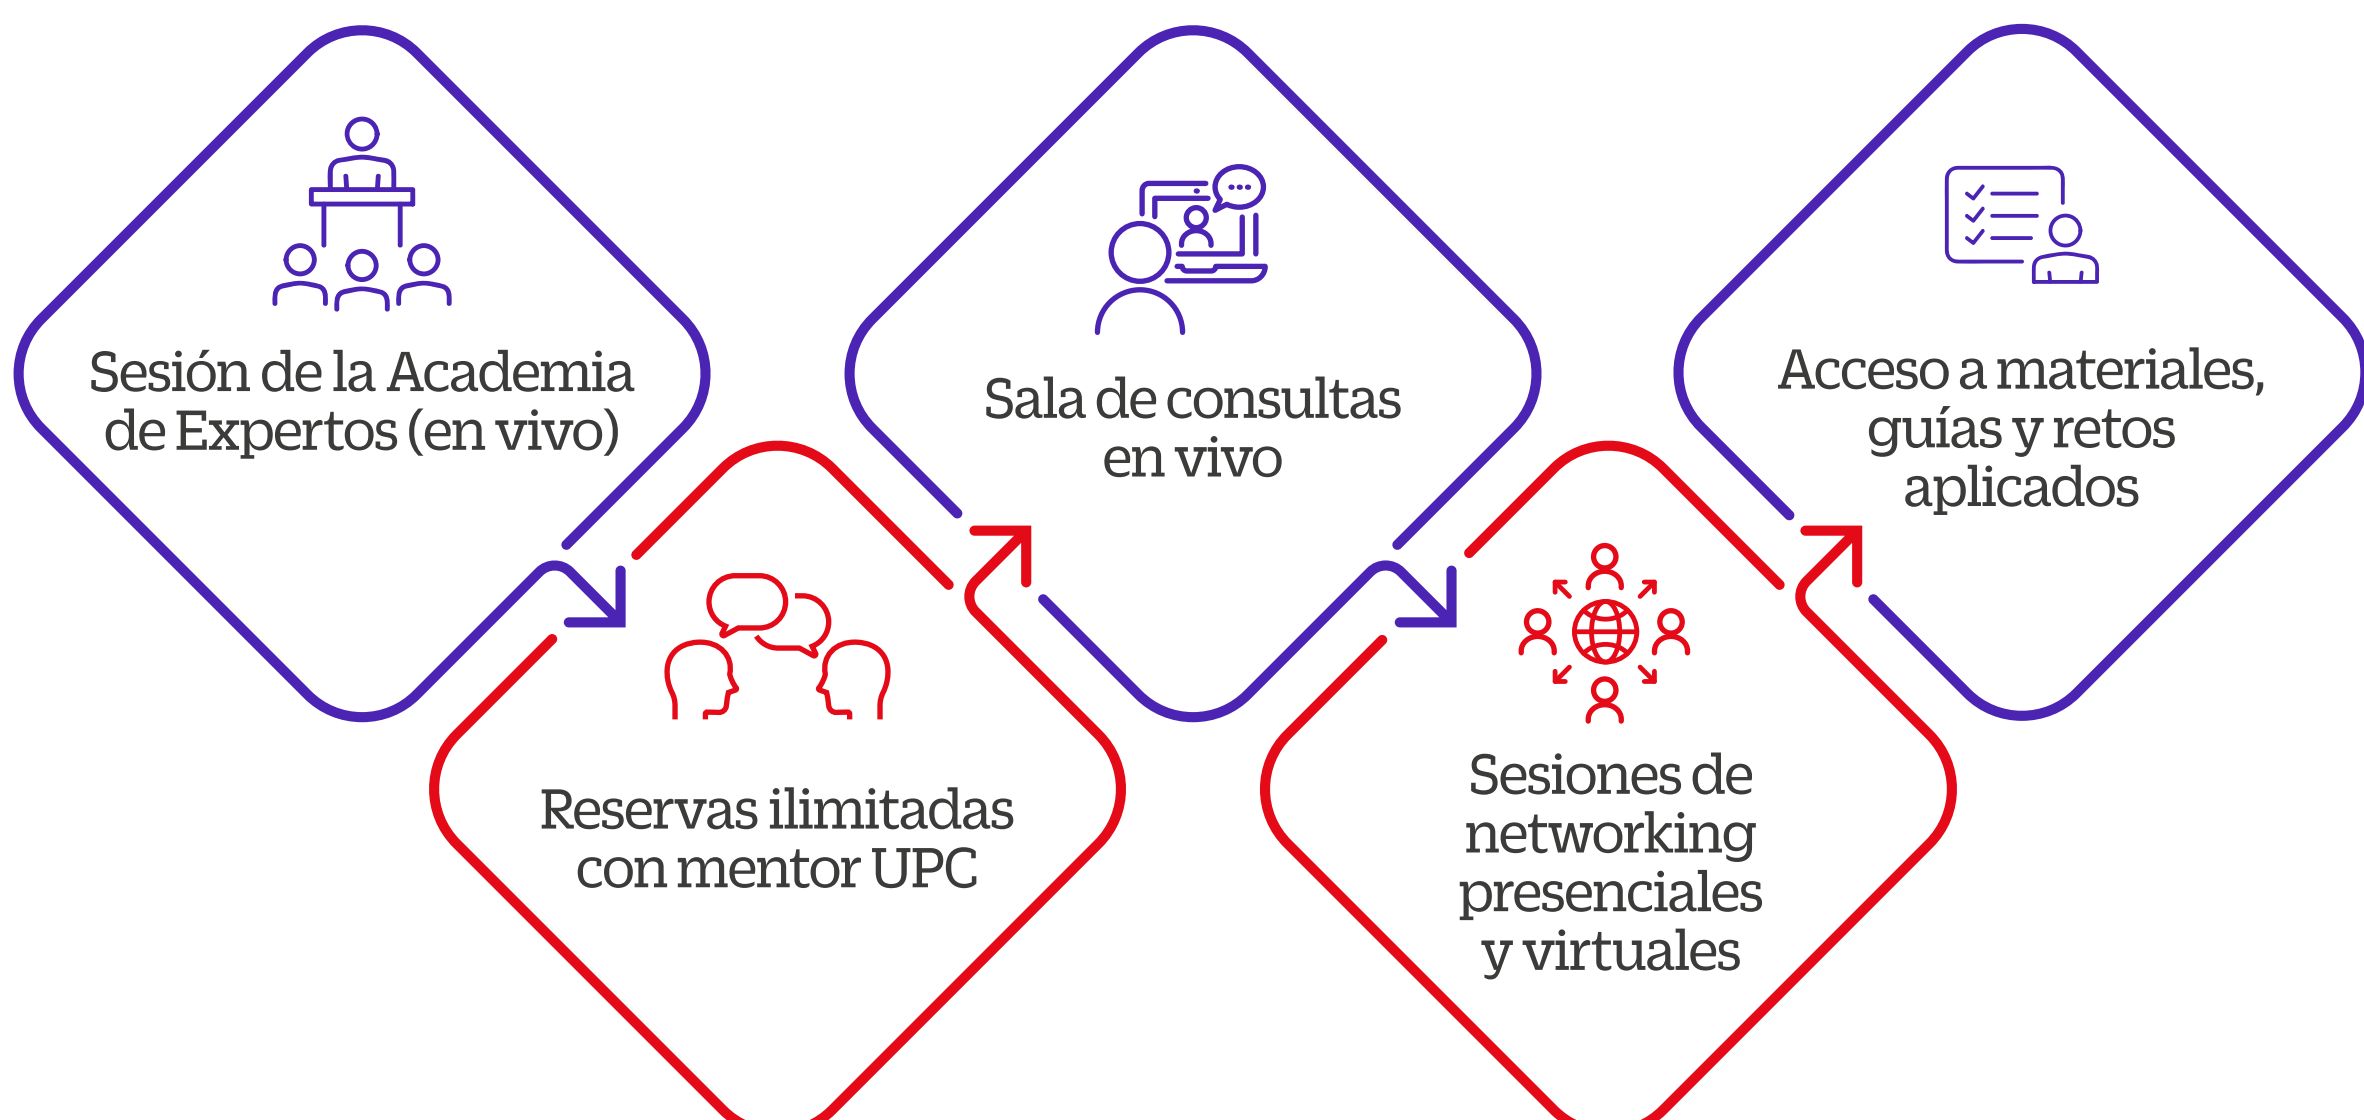 Sesión de la Academia
de Expertos (en vivo)
Reservas ilimitadas
con mentor UPC
Sala de consultas
en vivo
Sesiones de
networking
presenciales
y virtuales
Acceso a materiales,
guías y retos
aplicados